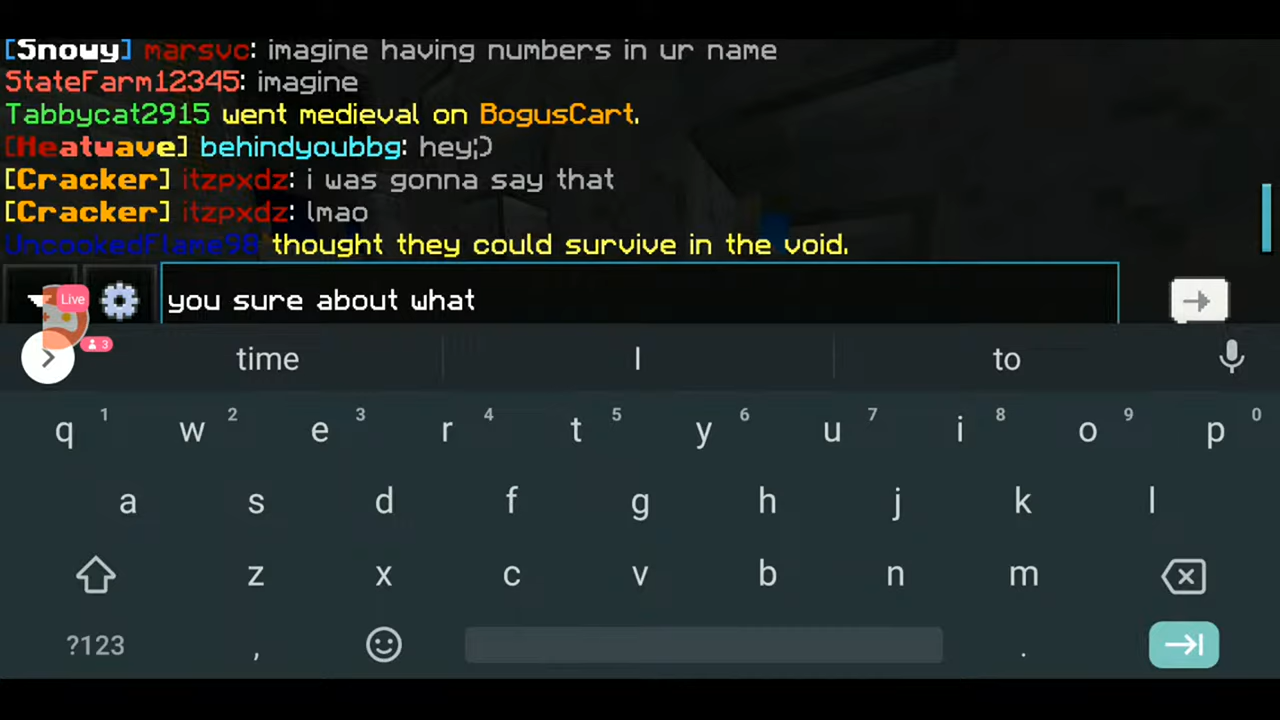 [Snowy] marsvc: imagine having numbers in ur name
StateFarm12345: imagine
Tabbycat2915 went medieval on BogusCart.
[Heatwave] behindyoubbg: hey;)
[Cracker] itzpxdz: i was gonna say that
[Cracker] itzpxdz: lmao
UncookedFlame98 thought they could survive in the void.
Live
you sure about what
3
time I to
1 2 3 4 5 6 7 8 9 0
q w e r t y u i o p
a s d f g h j k l
z x c v b n m
?123 , .